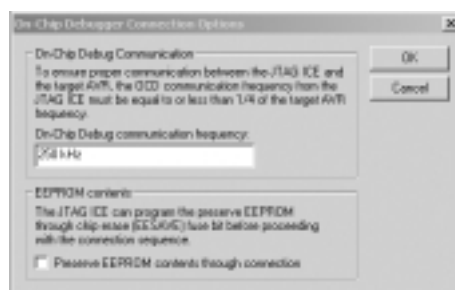 On-Chip Debugger Connection Options
On-Chip Debug Communication
OK
To ensure proper communication between the JTAG ICE and
Cancel
the target AVR, the OCD communication frequency from the
JTAG ICE must be equal to or less than 1/4 of the target AVR
frequency.
On-Chip Debug communication frequency:
250 kHz
EEPROM contents
The JTAG ICE can program the preserve EEPROM
through chip erase (EESAVE) fuse bit before proceeding
with the connection sequence.
Preserve EEPROM contents through connection